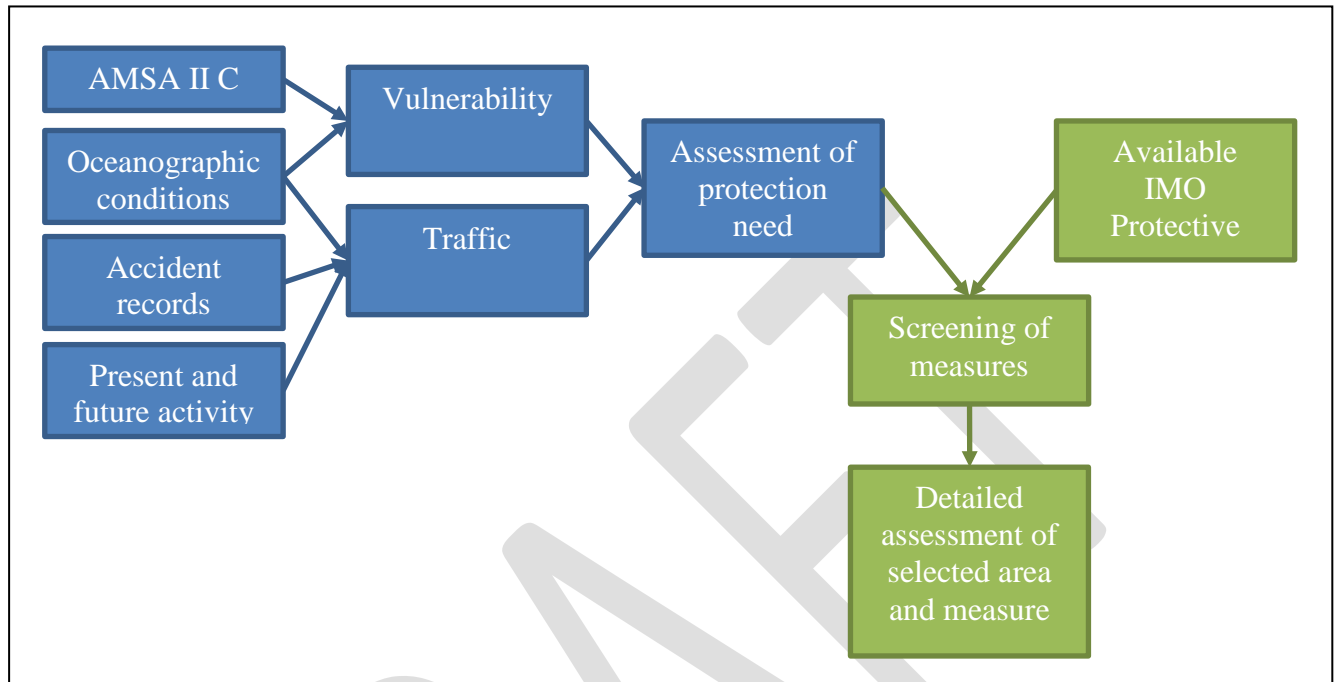 AMSA II C
Oceanographic
conditions
Accident
records
Present and
future activity
Vulnerability
Traffic
Assessment of
protection
need
Available
IMO
Protective
Screening of
measures
Detailed
assessment of
selected area
and measure